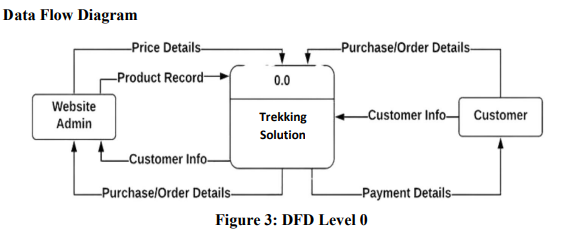 Data Flow Diagram
Price Details
Purchase/Order Details
Product Record
0.0
Website
Admin
Trekking
Solution
Customer Info
Customer
Customer Info
Purchase/Order Details
Payment Details
Figure 3: DFD Level 0